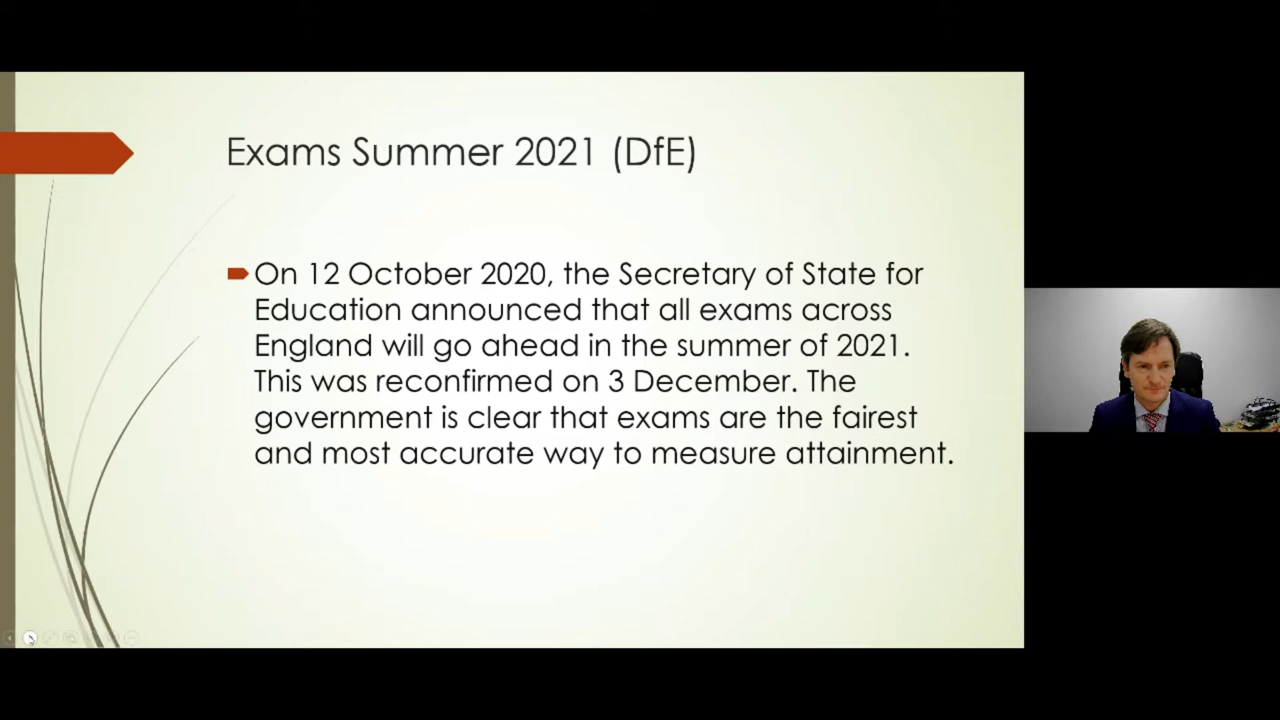 Exams Summer 2021 (DfE)
On 12 October 2020, the Secretary of State for
Education announced that all exams across
England will go ahead in the summer of 2021.
This was reconfirmed on 3 December. The
government is clear that exams are the fairest
and most accurate way to measure attainment.